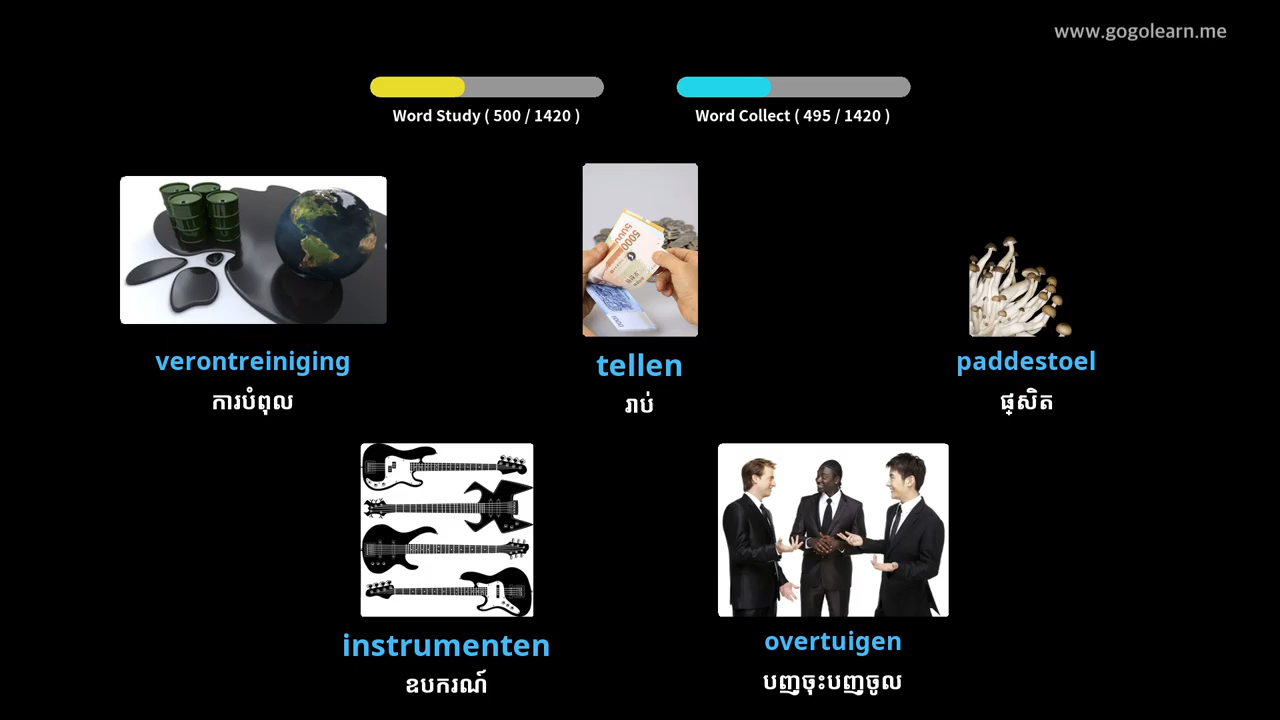 www.gogolearn.me
Word Study ( 500 / 1420 )
Word Collect ( 495 / 1420 )
verontreiniging
ការបំពុល
tellen
រាប់
paddestoel
ផ្សិត
instrumenten
ឧបករណ៍
overtuigen
បញ្ចុះបញ្ចូល